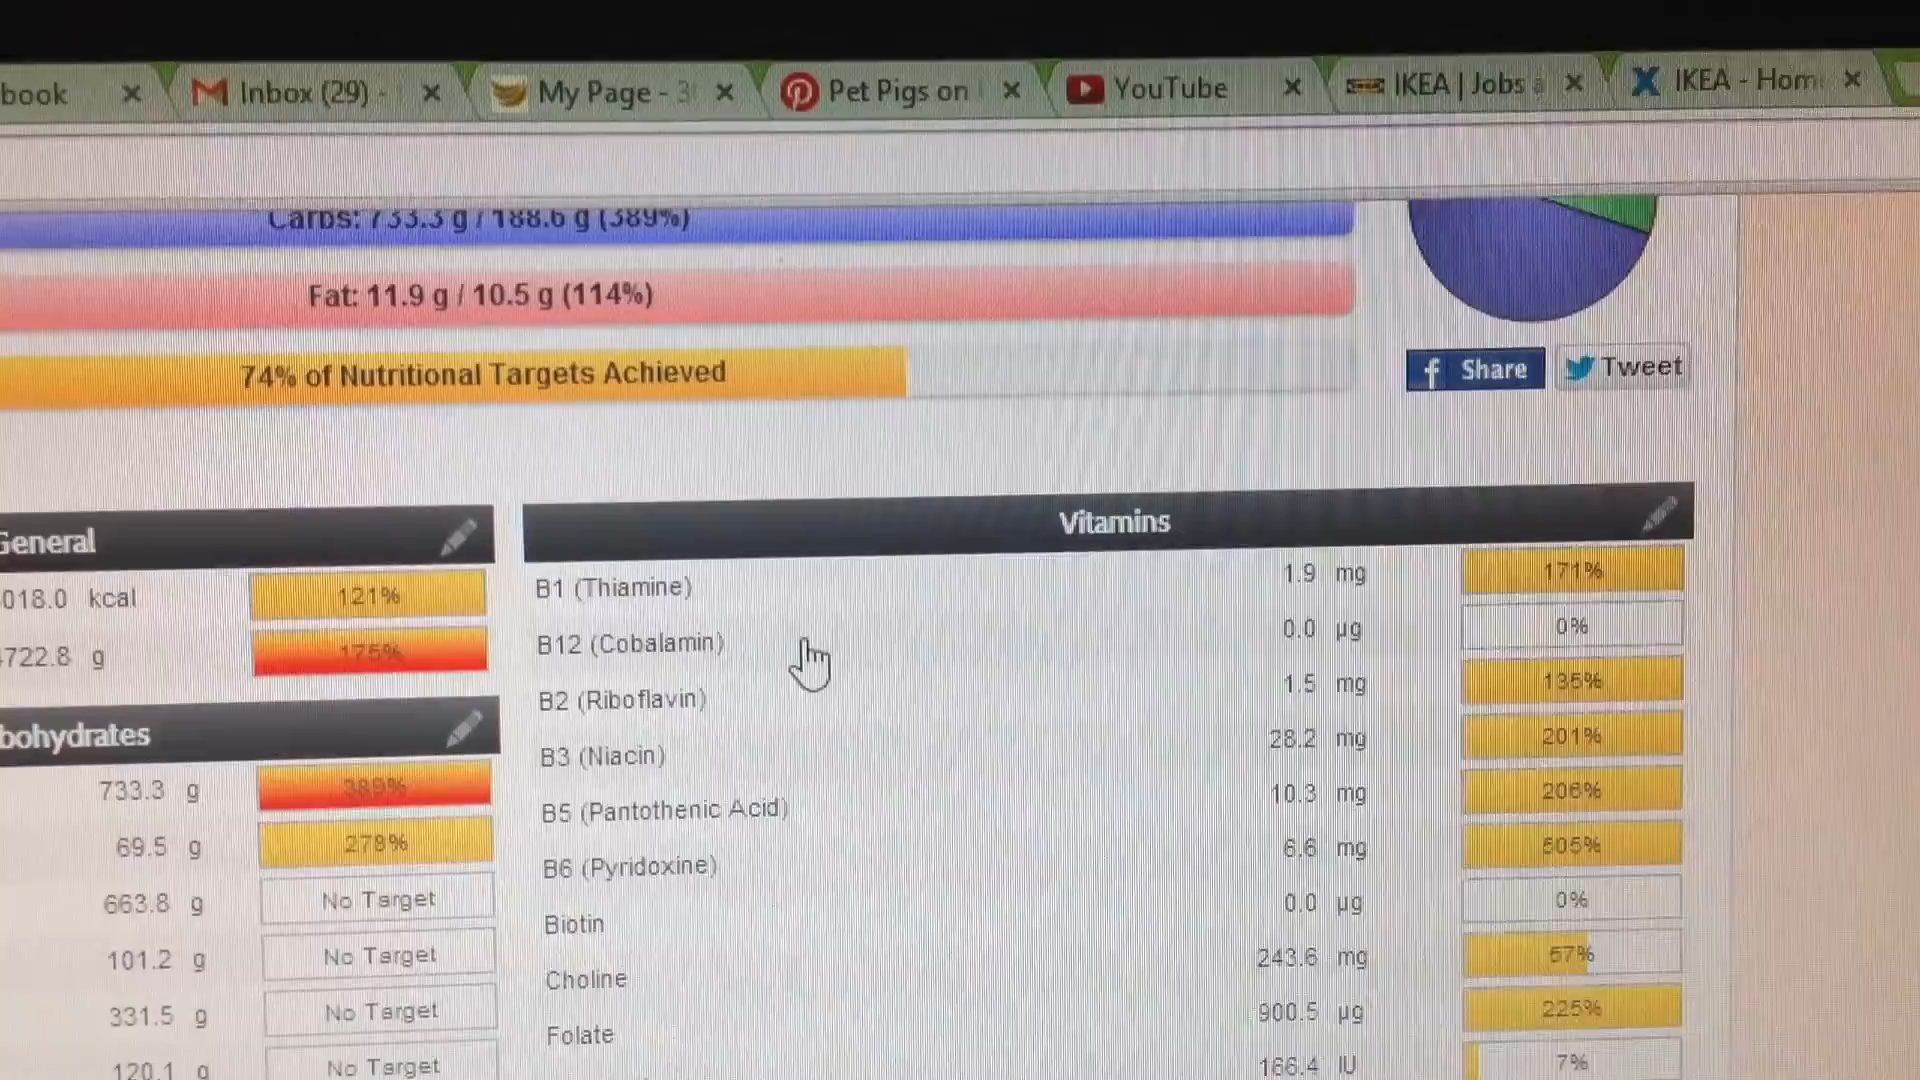 book
Inbox (29) -
My Page - 3
Pet Pigs on
YouTube
IKEA | Jobs a
IKEA - Hom
Carbs: 733.3 g / 188.6 g (389%)
Fat: 11.9 g / 10.5 g (114%)
74% of Nutritional Targets Achieved
f Share
Tweet
General
018.0 kcal 121%
722.8 g 175%
bohydrates
733.3 g 389%
69.5 g 278%
663.8 g No Target
101.2 g No Target
331.5 g No Target
120.1 g No Target
Vitamins
B1 (Thiamine) 1.9 mg 171%
B12 (Cobalamin) 0.0 µg 0%
B2 (Riboflavin) 1.5 mg 135%
B3 (Niacin) 28.2 mg 201%
B5 (Pantothenic Acid) 10.3 mg 206%
B6 (Pyridoxine) 6.6 mg 505%
Biotin 0.0 µg 0%
Choline 243.6 mg 57%
Folate 900.5 µg 225%
166.4 IU 7%